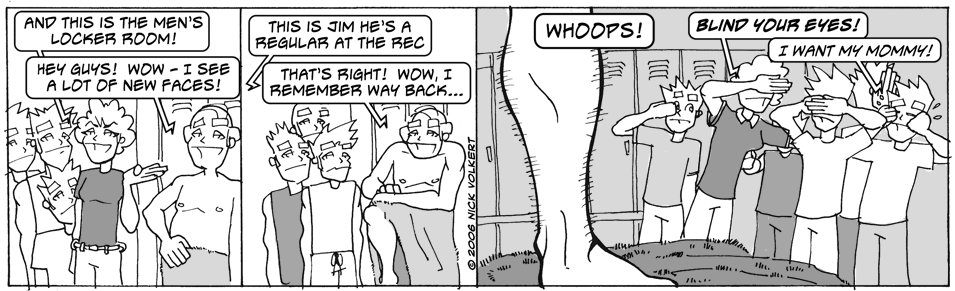 AND THIS IS THE MEN'S
LOCKER ROOM!
HEY GUYS! WOW - I SEE
A LOT OF NEW FACES!
THIS IS JIM HE'S A
REGULAR AT THE REC
THAT'S RIGHT! WOW, I
REMEMBER WAY BACK...
© 2006 NICK VOLKERT
WHOOPS!
BLIND YOUR EYES!
I WANT MY MOMMY!